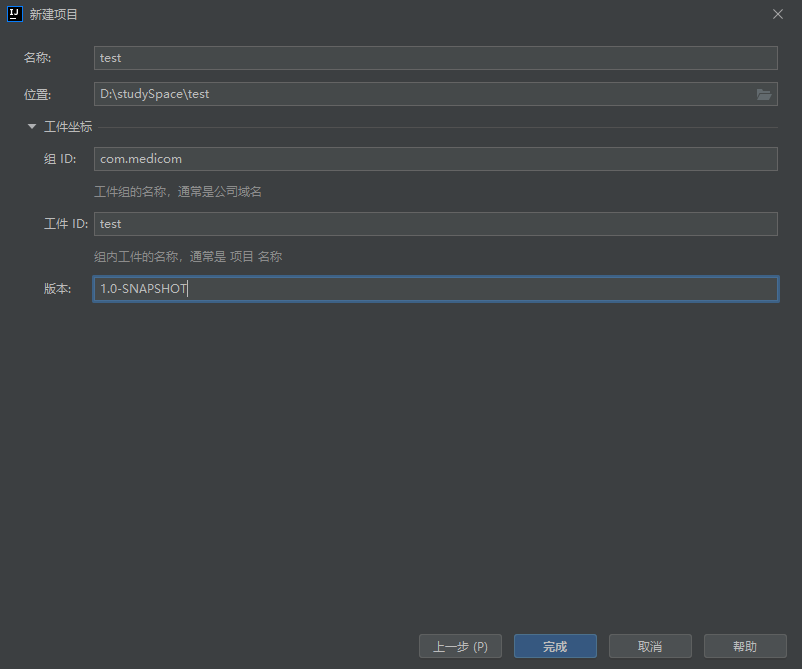 IJ 新建项目
名称: test
位置: D:\studySpace\test
工件坐标
组 ID: com.medicom
工件组的名称，通常是公司域名
工件 ID: test
组内工件的名称，通常是 项目 名称
版本: 1.0-SNAPSHOT
上一步 (P) 完成 取消 帮助